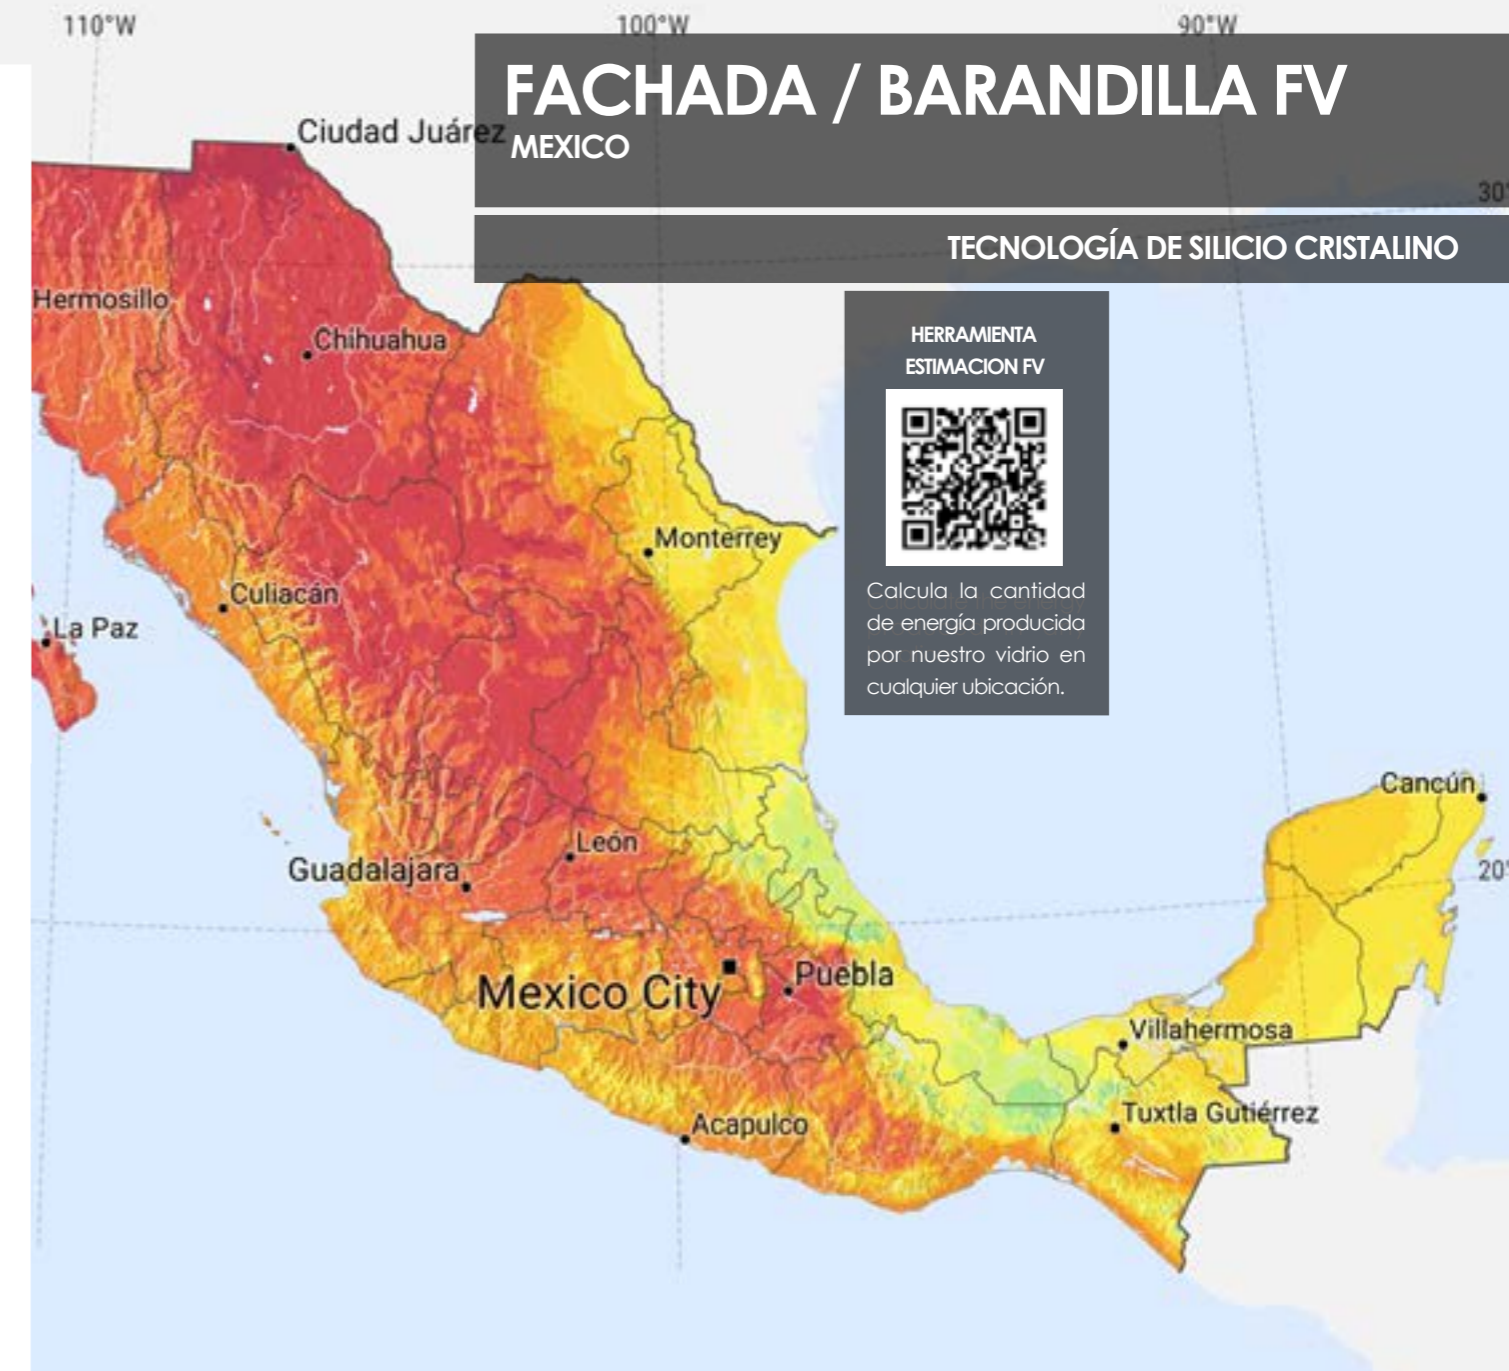 110°W
100°W
90°W
FACHADA / BARANDILLA FV
MEXICO
30°
TECNOLOGÍA DE SILICIO CRISTALINO
Ciudad Juárez
Hermosillo
Chihuahua
HERRAMIENTA
ESTIMACION FV
Calcula la cantidad
de energía producida
por nuestro vidrio en
cualquier ubicación.
Monterrey
Culiacán
La Paz
Cancún
León
Guadalajara
20°
Mexico City
Puebla
Villahermosa
Tuxtla Gutiérrez
Acapulco